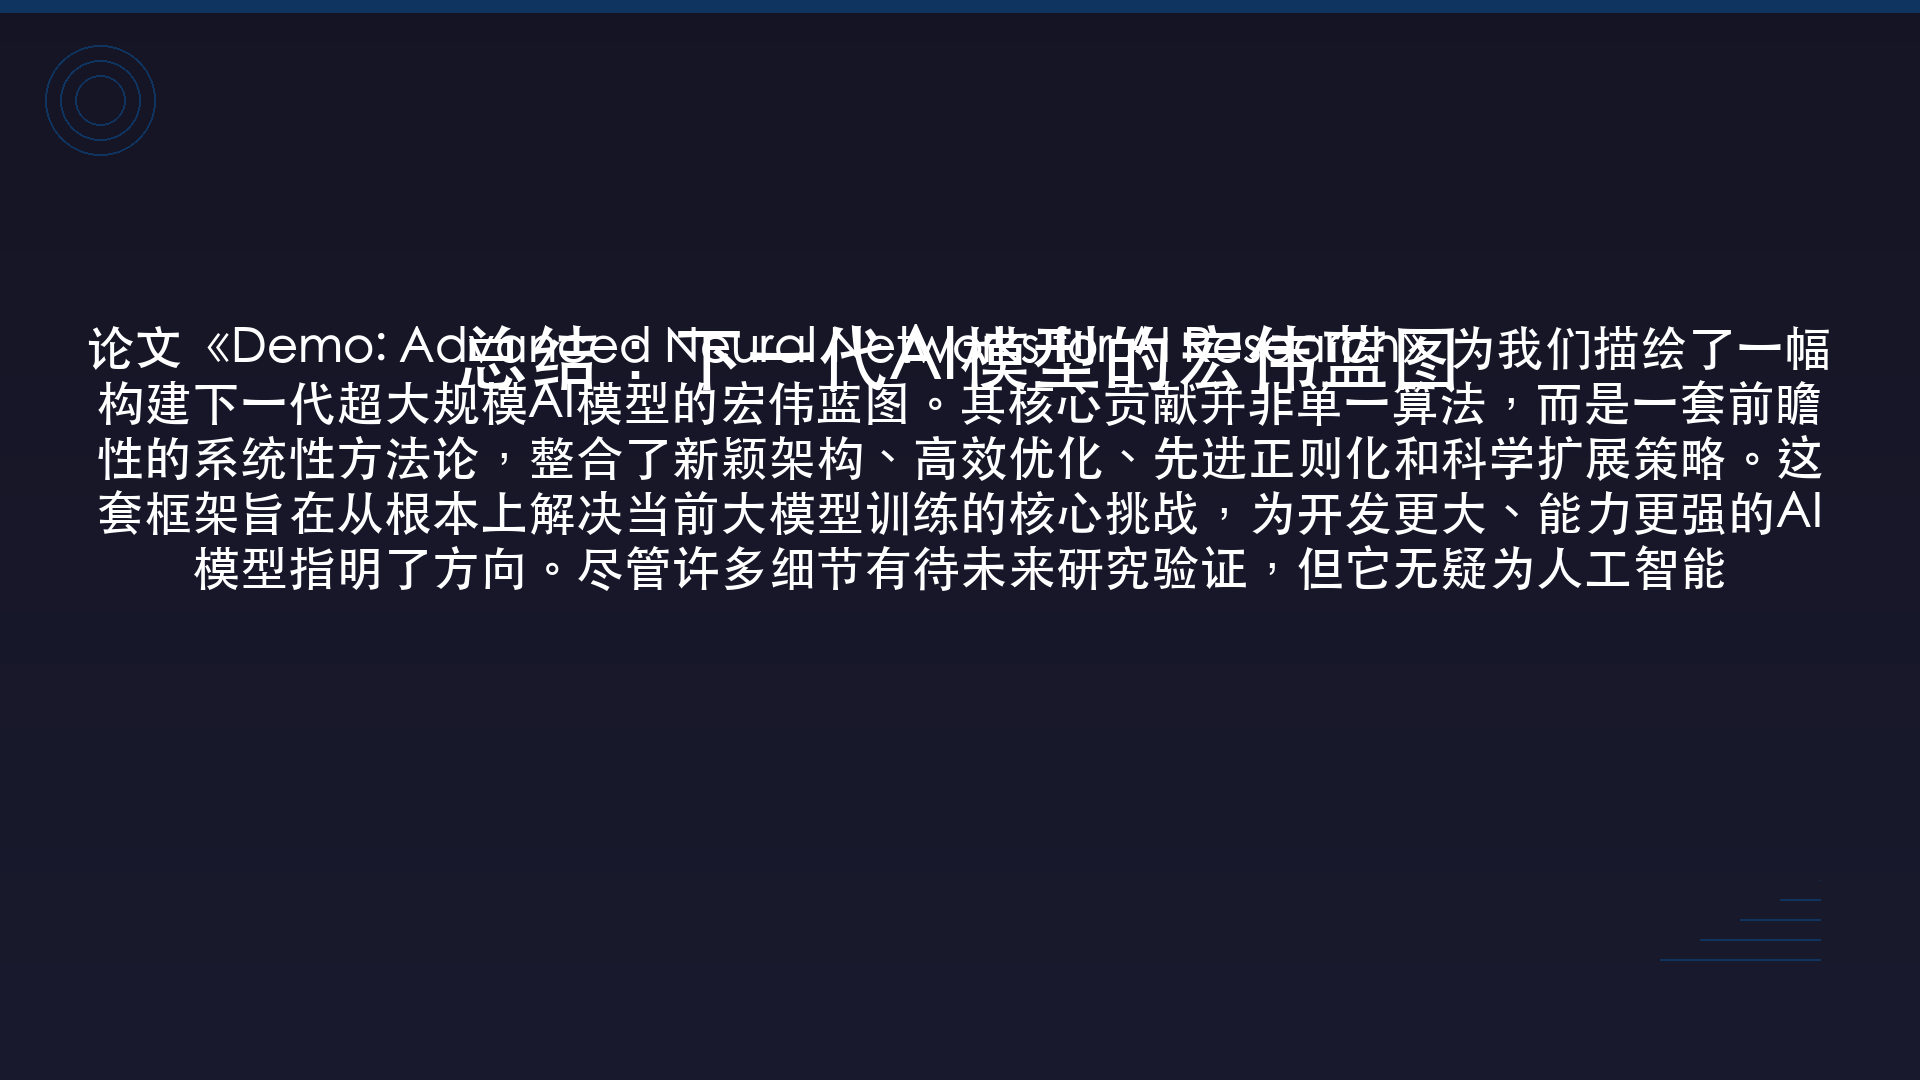 总结：下一代AI模型的宏伟蓝图
论文《Demo: Advanced Neural Networks for AI Research》为我们描绘了一幅
构建下一代超大规模AI模型的宏伟蓝图。其核心贡献并非单一算法，而是一套前瞻
性的系统性方法论，整合了新颖架构、高效优化、先进正则化和科学扩展策略。这
套框架旨在从根本上解决当前大模型训练的核心挑战，为开发更大、能力更强的AI
模型指明了方向。尽管许多细节有待未来研究验证，但它无疑为人工智能